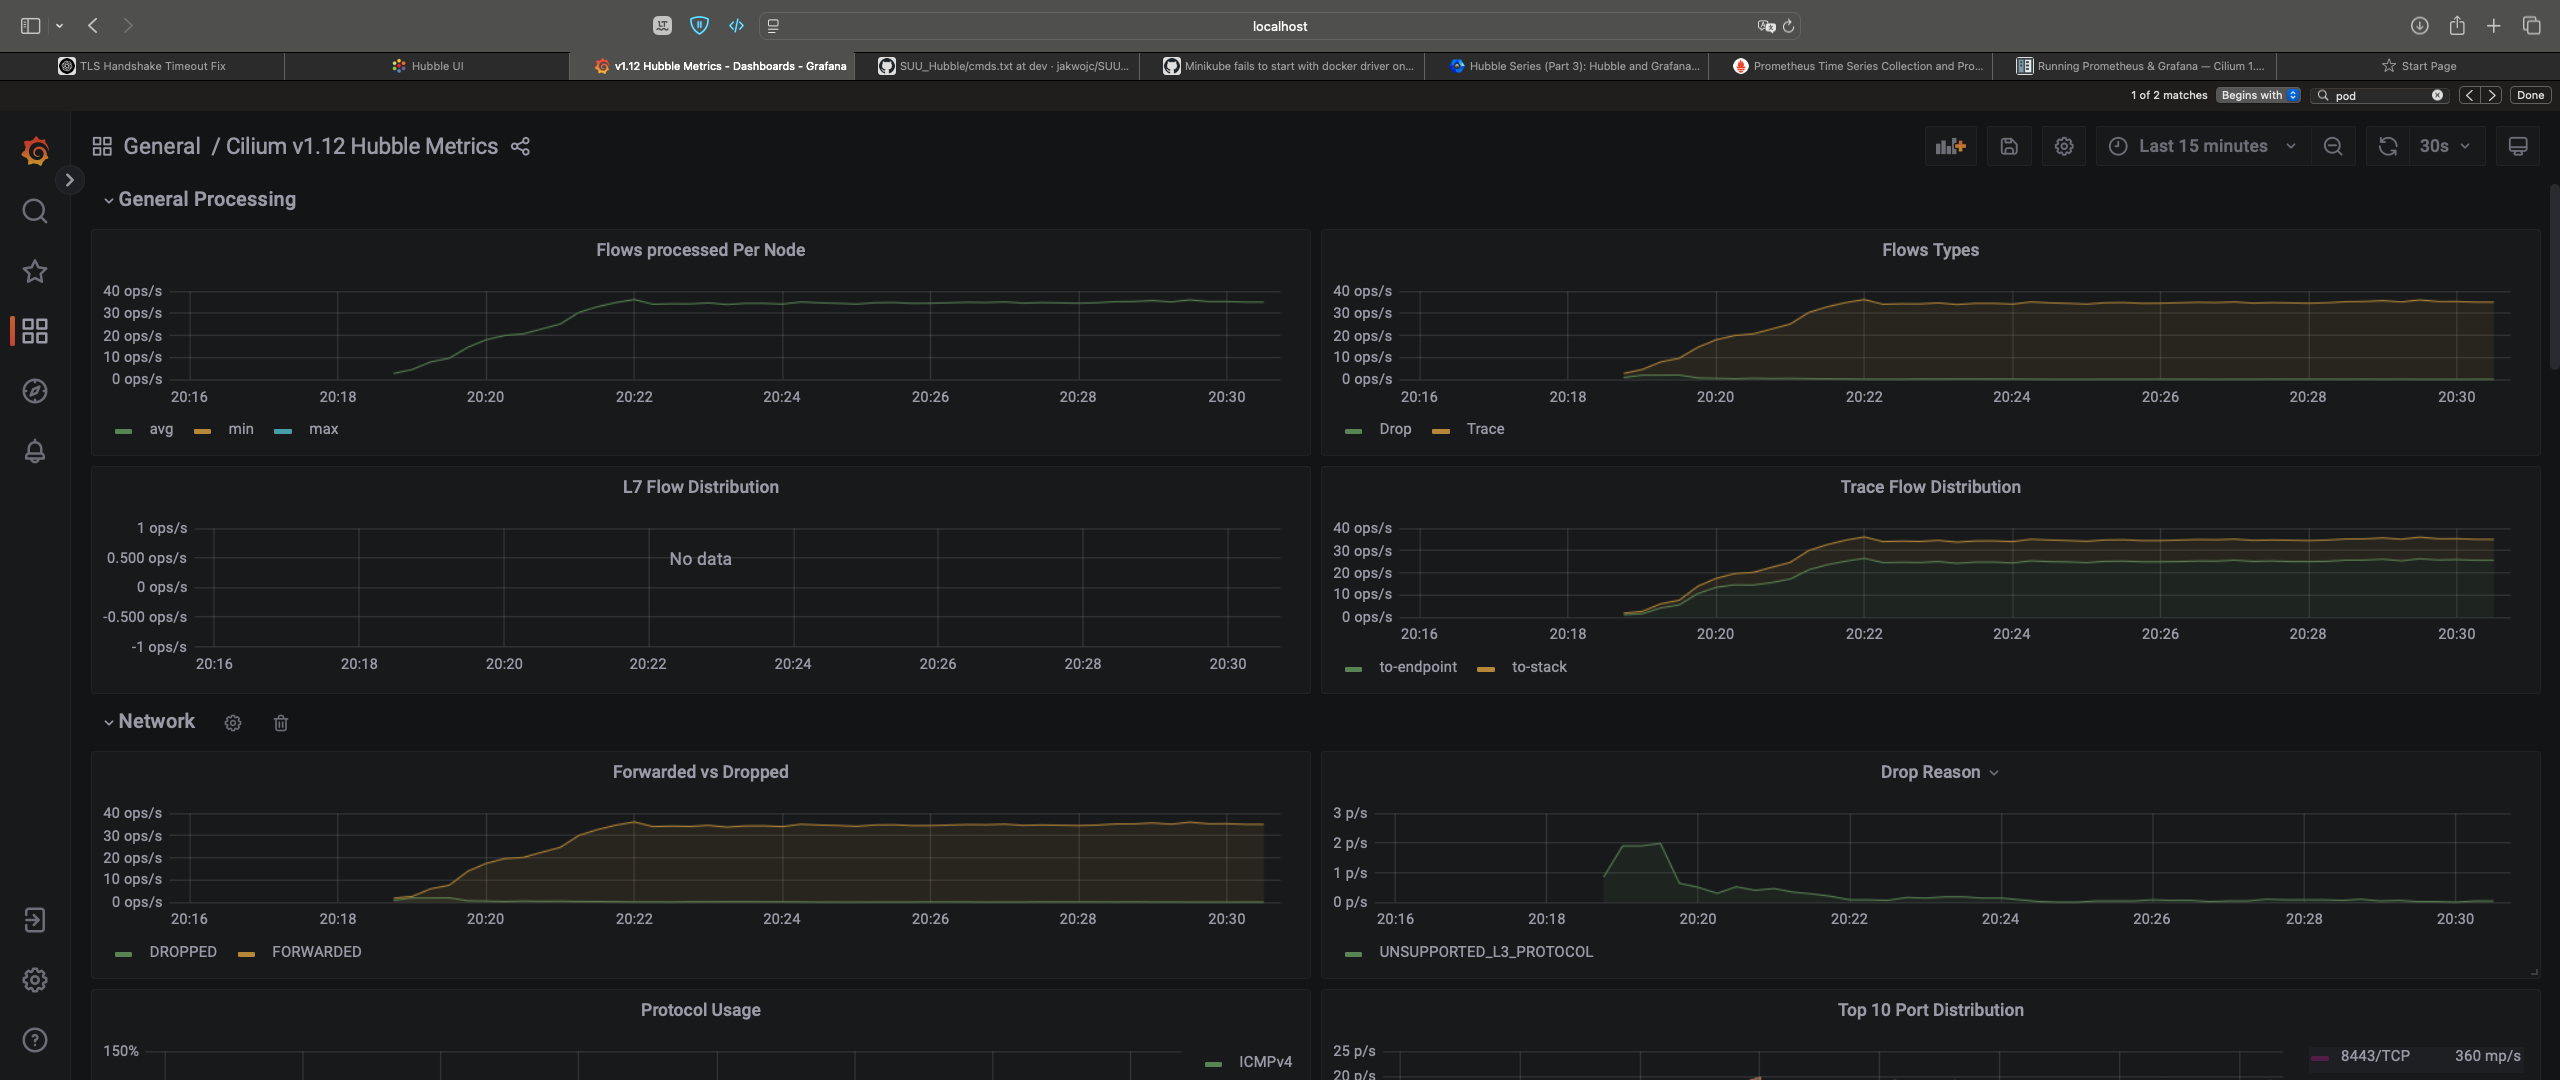 localhost
TLS Handshake Timeout Fix
Hubble UI
v1.12 Hubble Metrics - Dashboards - Grafana
SUU_Hubble/cmds.txt at dev · jakwojc/SUU...
Minikube fails to start with docker driver on...
Hubble Series (Part 3): Hubble and Grafana...
Prometheus Time Series Collection and Pro...
Running Prometheus & Grafana — Cilium 1....
Start Page
1 of 2 matches
Begins with
pod
Done
General / Cilium v1.12 Hubble Metrics
Last 15 minutes
30s
General Processing
Flows processed Per Node
40 ops/s
30 ops/s
20 ops/s
10 ops/s
0 ops/s
20:16 20:18 20:20 20:22 20:24 20:26 20:28 20:30
avg min max
Flows Types
40 ops/s
30 ops/s
20 ops/s
10 ops/s
0 ops/s
20:16 20:18 20:20 20:22 20:24 20:26 20:28 20:30
Drop Trace
L7 Flow Distribution
1 ops/s
0.500 ops/s
0 ops/s
-0.500 ops/s
-1 ops/s
No data
20:16 20:18 20:20 20:22 20:24 20:26 20:28 20:30
Trace Flow Distribution
40 ops/s
30 ops/s
20 ops/s
10 ops/s
0 ops/s
20:16 20:18 20:20 20:22 20:24 20:26 20:28 20:30
to-endpoint to-stack
Network
Forwarded vs Dropped
40 ops/s
30 ops/s
20 ops/s
10 ops/s
0 ops/s
20:16 20:18 20:20 20:22 20:24 20:26 20:28 20:30
DROPPED FORWARDED
Drop Reason
3 p/s
2 p/s
1 p/s
0 p/s
20:16 20:18 20:20 20:22 20:24 20:26 20:28 20:30
UNSUPPORTED_L3_PROTOCOL
Protocol Usage
150%
ICMPv4
Top 10 Port Distribution
25 p/s
20 p/s
8443/TCP 360 mp/s